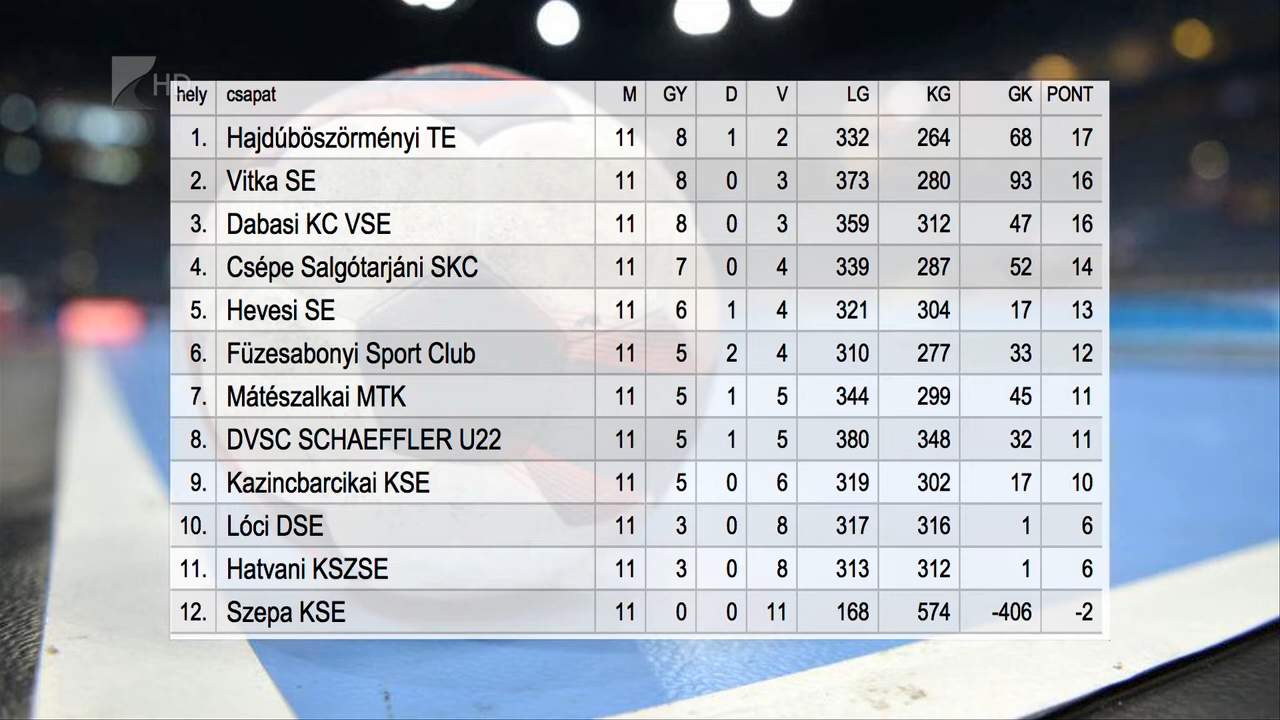 HD
hely csapat M GY D V LG KG GK PONT
1. Hajdúböszörményi TE 11 8 1 2 332 264 68 17
2. Vitka SE 11 8 0 3 373 280 93 16
3. Dabasi KC VSE 11 8 0 3 359 312 47 16
4. Csépe Salgótarjáni SKC 11 7 0 4 339 287 52 14
5. Hevesi SE 11 6 1 4 321 304 17 13
6. Füzesabonyi Sport Club 11 5 2 4 310 277 33 12
7. Mátészalkai MTK 11 5 1 5 344 299 45 11
8. DVSC SCHAEFFLER U22 11 5 1 5 380 348 32 11
9. Kazincbarcikai KSE 11 5 0 6 319 302 17 10
10. Lóci DSE 11 3 0 8 317 316 1 6
11. Hatvani KSZSE 11 3 0 8 313 312 1 6
12. Szepa KSE 11 0 0 11 168 574 -406 -2